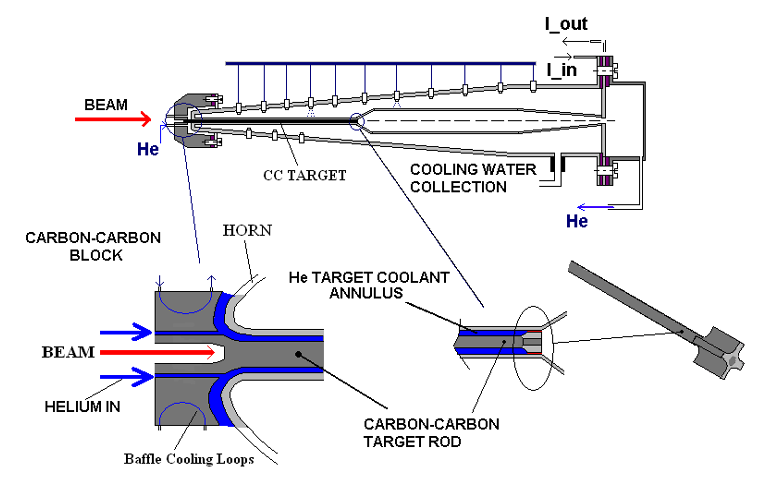 I_out
I_in
BEAM
He
CC TARGET
COOLING WATER
COLLECTION
He
CARBON-CARBON
BLOCK
HORN
He TARGET COOLANT
ANNULUS
BEAM
HELIUM IN
CARBON-CARBON
TARGET ROD
Baffle Cooling Loops